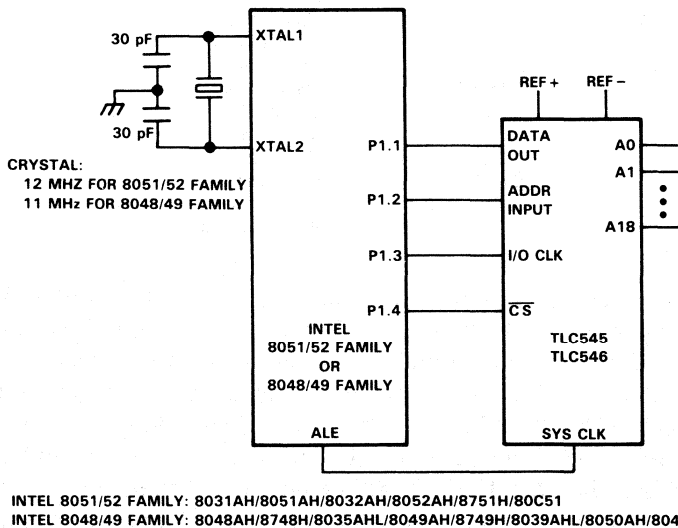 30 pF
XTAL1
REF +
REF −
30 pF
XTAL2
P1.1
DATA
OUT
A0
CRYSTAL:
12 MHZ FOR 8051/52 FAMILY
11 MHz FOR 8048/49 FAMILY
A1
P1.2
ADDR
INPUT
A18
P1.3
I/O CLK
P1.4
CS
INTEL
8051/52 FAMILY
OR
8048/49 FAMILY
TLC545
TLC546
ALE
SYS CLK
INTEL 8051/52 FAMILY: 8031AH/8051AH/8032AH/8052AH/8751H/80C51
INTEL 8048/49 FAMILY: 8048AH/8748H/8035AHL/8049AH/8749H/8039AHL/8050AH/804